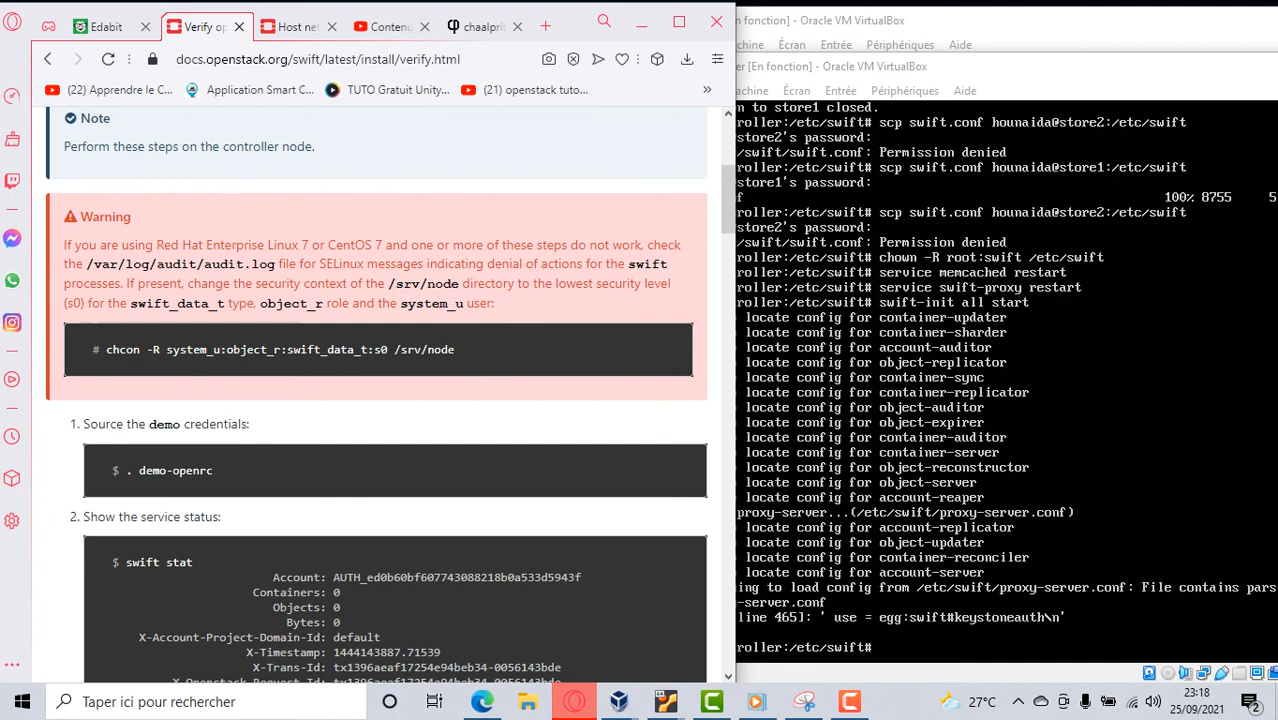 Edabit
Verify op
Host net
Contenu
chaalprit
docs.openstack.org/swift/latest/install/verify.html
(22) Apprendre le C...
Application Smart C...
TUTO Gratuit Unity...
(21) openstack tuto...
»
Note
Perform these steps on the controller node.
Warning
If you are using Red Hat Enterprise Linux 7 or CentOS 7 and one or more of these steps do not work, check
the /var/log/audit/audit.log file for SELinux messages indicating denial of actions for the swift
processes. If present, change the security context of the /srv/node directory to the lowest security level
(s0) for the swift_data_t type, object_r role and the system_u user:
# chcon -R system_u:object_r:swift_data_t:s0 /srv/node
1. Source the demo credentials:
$ . demo-openrc
2. Show the service status:
$ swift stat
Account: AUTH_ed0b60bf607743088218b0a533d5943f
Containers: 0
Objects: 0
Bytes: 0
X-Account-Project-Domain-Id: default
X-Timestamp: 1444143887.71539
X-Trans-Id: tx1396aeaf17254e94beb34-0056143bde
X-Openstack-Request-Id: tx1396aeaf17254e94beb34-0056143bde
en fonction] - Oracle VM VirtualBox
chine Écran Entrée Périphériques Aide
er [En fonction] - Oracle VM VirtualBox
achine Écran Entrée Périphériques Aide
n to store1 closed.
roller:/etc/swift# scp swift.conf hounaida@store2:/etc/swift
store2's password:
/swift/swift.conf: Permission denied
roller:/etc/swift# scp swift.conf hounaida@store1:/etc/swift
store1's password:
f 100% 8755 5
roller:/etc/swift# scp swift.conf hounaida@store2:/etc/swift
store2's password:
/swift/swift.conf: Permission denied
roller:/etc/swift# chown -R root:swift /etc/swift
roller:/etc/swift# service memcached restart
roller:/etc/swift# service swift-proxy restart
roller:/etc/swift# swift-init all start
locate config for container-updater
locate config for container-sharder
locate config for account-auditor
locate config for object-replicator
locate config for container-sync
locate config for container-replicator
locate config for object-auditor
locate config for object-expirer
locate config for container-auditor
locate config for container-server
locate config for object-reconstructor
locate config for object-server
locate config for account-reaper
proxy-server...(/etc/swift/proxy-server.conf)
locate config for account-replicator
locate config for object-updater
locate config for container-reconciler
locate config for account-server
ing to load config from /etc/swift/proxy-server.conf: File contains pars
-server.conf
line 465]: ' use = egg:swift#keystoneauth\n'
roller:/etc/swift#
Taper ici pour rechercher
27°C
23:18
25/09/2021
2